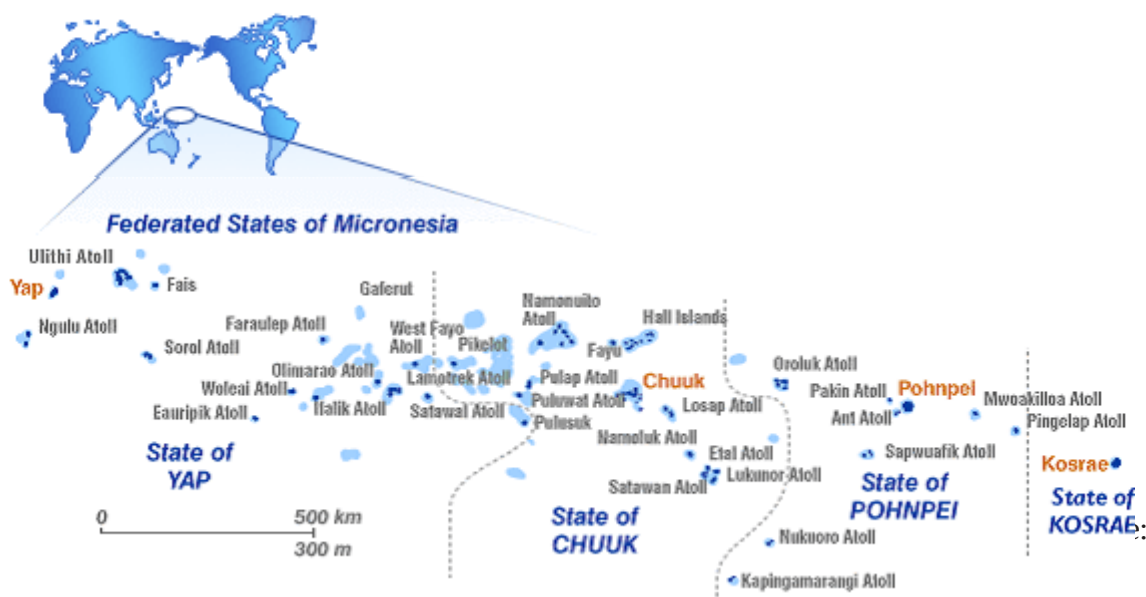 Federated States of Micronesia
Ulithi Atoll
Yap
Fais
Gaferut
Ngulu Atoll
Faraulep Atoll
Sorol Atoll
West Fayo
Atoll
Pikelot
Namonuito
Atoll
Hall Islands
Fayu
Olimarao Atoll
Woleai Atoll
Lamotrek Atoll
Pulap Atoll
Chuuk
Oroluk Atoll
Pakin Atoll
Pohnpei
Mwoakilloa Atoll
Eauripik Atoll
Ifalik Atoll
Satawal Atoll
Puluwat Atoll
Losap Atoll
Ant Atoll
Pingelap Atoll
Pulusuk
Namoluk Atoll
Etal Atoll
Sapwuafik Atoll
Kosrae
Satawan Atoll
Lukunor Atoll
State of
YAP
State of
CHUUK
State of
POHNPEI
State of
KOSRAE:
0
500 km
300 m
Nukuoro Atoll
Kapingamarangi Atoll